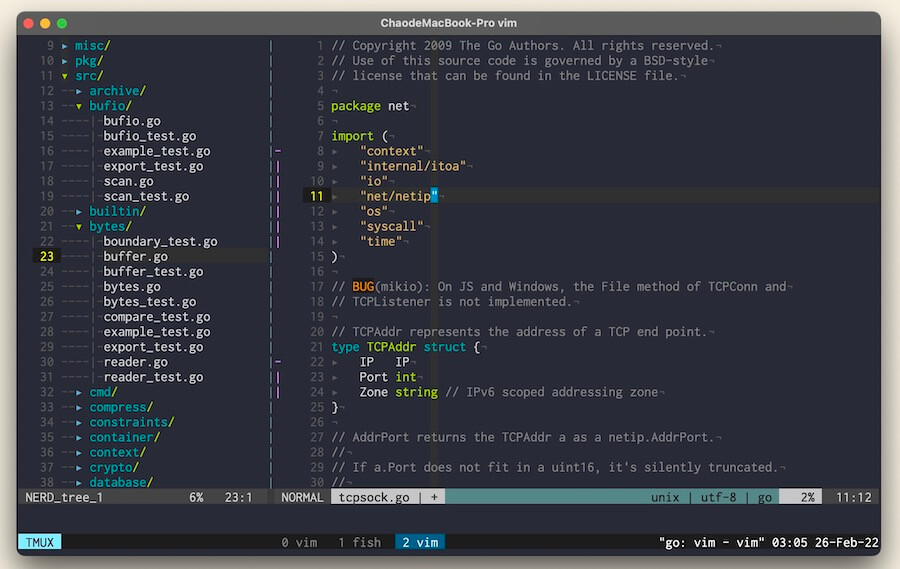 ChaodeMacBook-Pro vim
9 ▸ misc/
10 ▸ pkg/
11 ▾ src/
12 ▸ archive/
13 ▾ bufio/
14 bufio.go
15 bufio_test.go
16 example_test.go
17 export_test.go
18 scan.go
19 scan_test.go
20 ▸ builtin/
21 ▾ bytes/
22 boundary_test.go
23 buffer.go
24 buffer_test.go
25 bytes.go
26 bytes_test.go
27 compare_test.go
28 example_test.go
29 export_test.go
30 reader.go
31 reader_test.go
32 ▸ cmd/
33 ▸ compress/
34 ▸ constraints/
35 ▸ container/
36 ▸ context/
37 ▸ crypto/
38 ▸ database/
NERD_tree_1 6% 23:1
1 // Copyright 2009 The Go Authors. All rights reserved.¬
2 // Use of this source code is governed by a BSD-style¬
3 // license that can be found in the LICENSE file.¬
4 ¬
5 package net¬
6 ¬
7 import (¬
8 ▸ "context"¬
9 ▸ "internal/itoa"¬
10 ▸ "io"¬
11 ▸ "net/netip"¬
12 ▸ "os"¬
13 ▸ "syscall"¬
14 ▸ "time"¬
15 )¬
16 ¬
17 // BUG(mikio): On JS and Windows, the File method of TCPConn and¬
18 // TCPListener is not implemented.¬
19 ¬
20 // TCPAddr represents the address of a TCP end point.¬
21 type TCPAddr struct {¬
22 ▸ IP   IP¬
23 ▸ Port int¬
24 ▸ Zone string // IPv6 scoped addressing zone¬
25 }¬
26 ¬
27 // AddrPort returns the TCPAddr a as a netip.AddrPort.¬
28 //¬
29 // If a.Port does not fit in a uint16, it's silently truncated.¬
30 //¬
NORMAL tcpsock.go | + unix | utf-8 | go 2% 11:12
TMUX 0 vim 1 fish 2 vim "go: vim - vim" 03:05 26-Feb-22